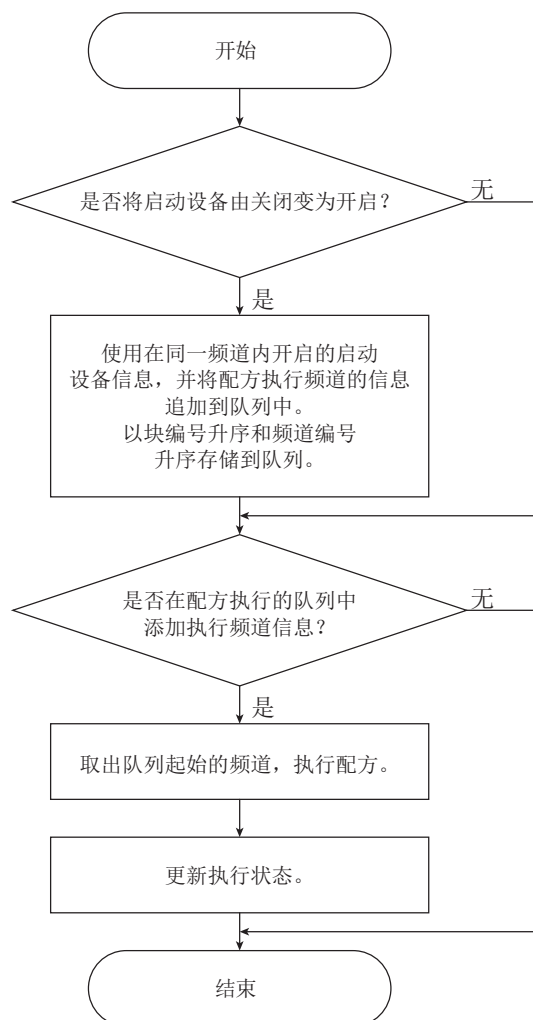 开始
是否将启动设备由关闭变为开启？
无
是
使用在同一频道内开启的启动
设备信息，并将配方执行频道的信息
追加到队列中。
以块编号升序和频道编号
升序存储到队列。
是否在配方执行的队列中
添加执行频道信息？
无
是
取出队列起始的频道，执行配方。
更新执行状态。
结束